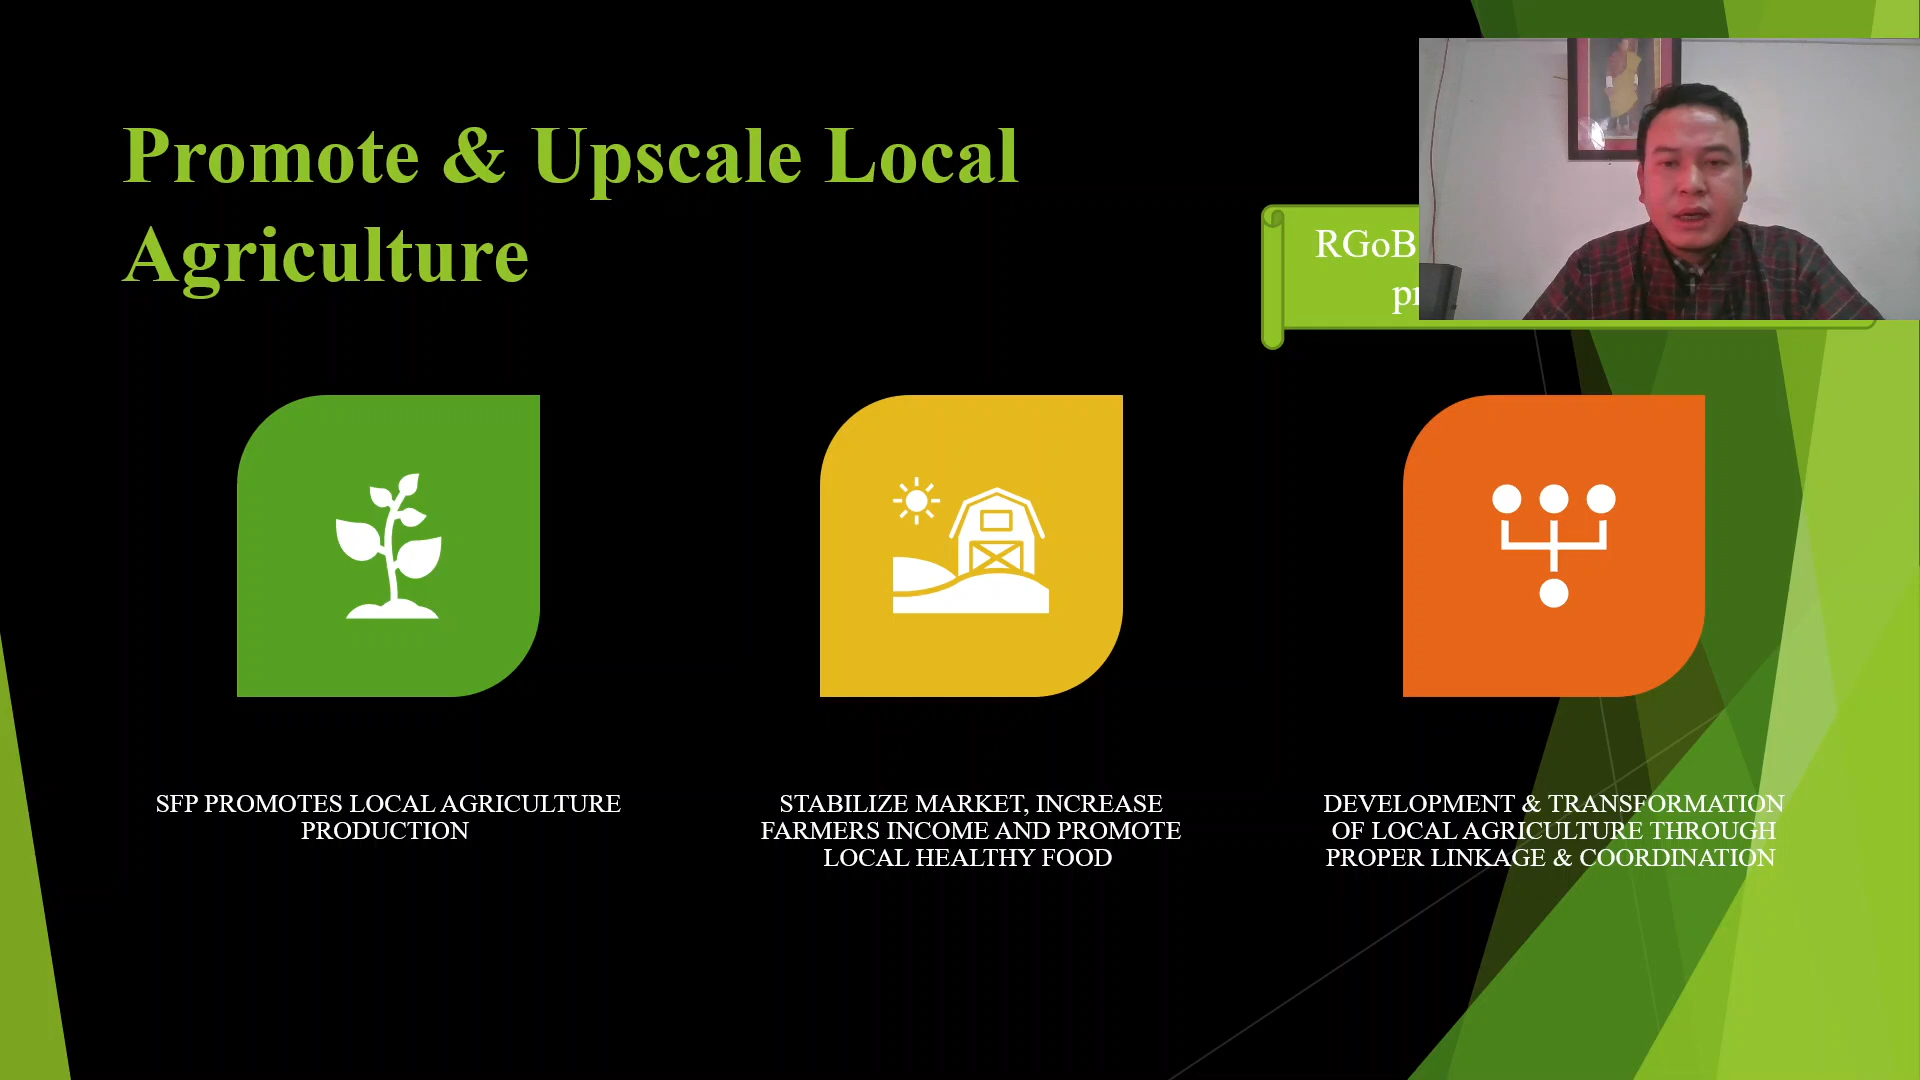 Promote & Upscale Local
Agriculture
RGoB
SFP PROMOTES LOCAL AGRICULTURE
PRODUCTION
STABILIZE MARKET, INCREASE
FARMERS INCOME AND PROMOTE
LOCAL HEALTHY FOOD
DEVELOPMENT & TRANSFORMATION
OF LOCAL AGRICULTURE THROUGH
PROPER LINKAGE & COORDINATION